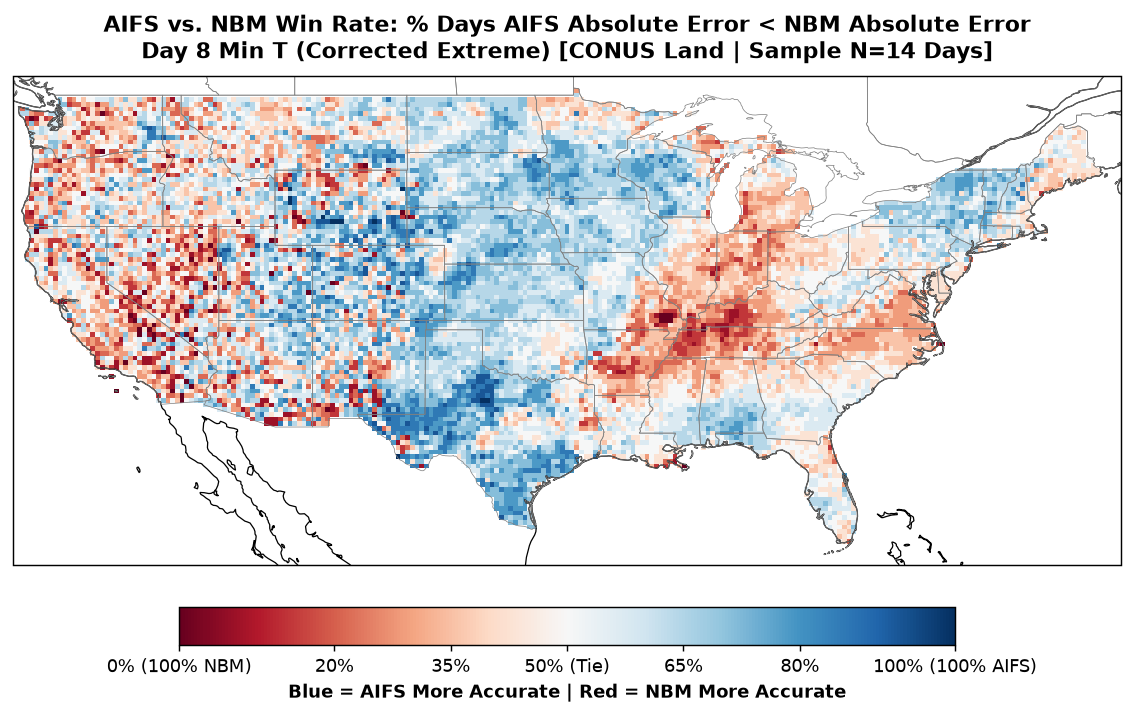 AIFS vs. NBM Win Rate: % Days AIFS Absolute Error < NBM Absolute Error
Day 8 Min T (Corrected Extreme) [CONUS Land | Sample N=14 Days]
0% (100% NBM) 20% 35% 50% (Tie) 65% 80% 100% (100% AIFS)
Blue = AIFS More Accurate | Red = NBM More Accurate